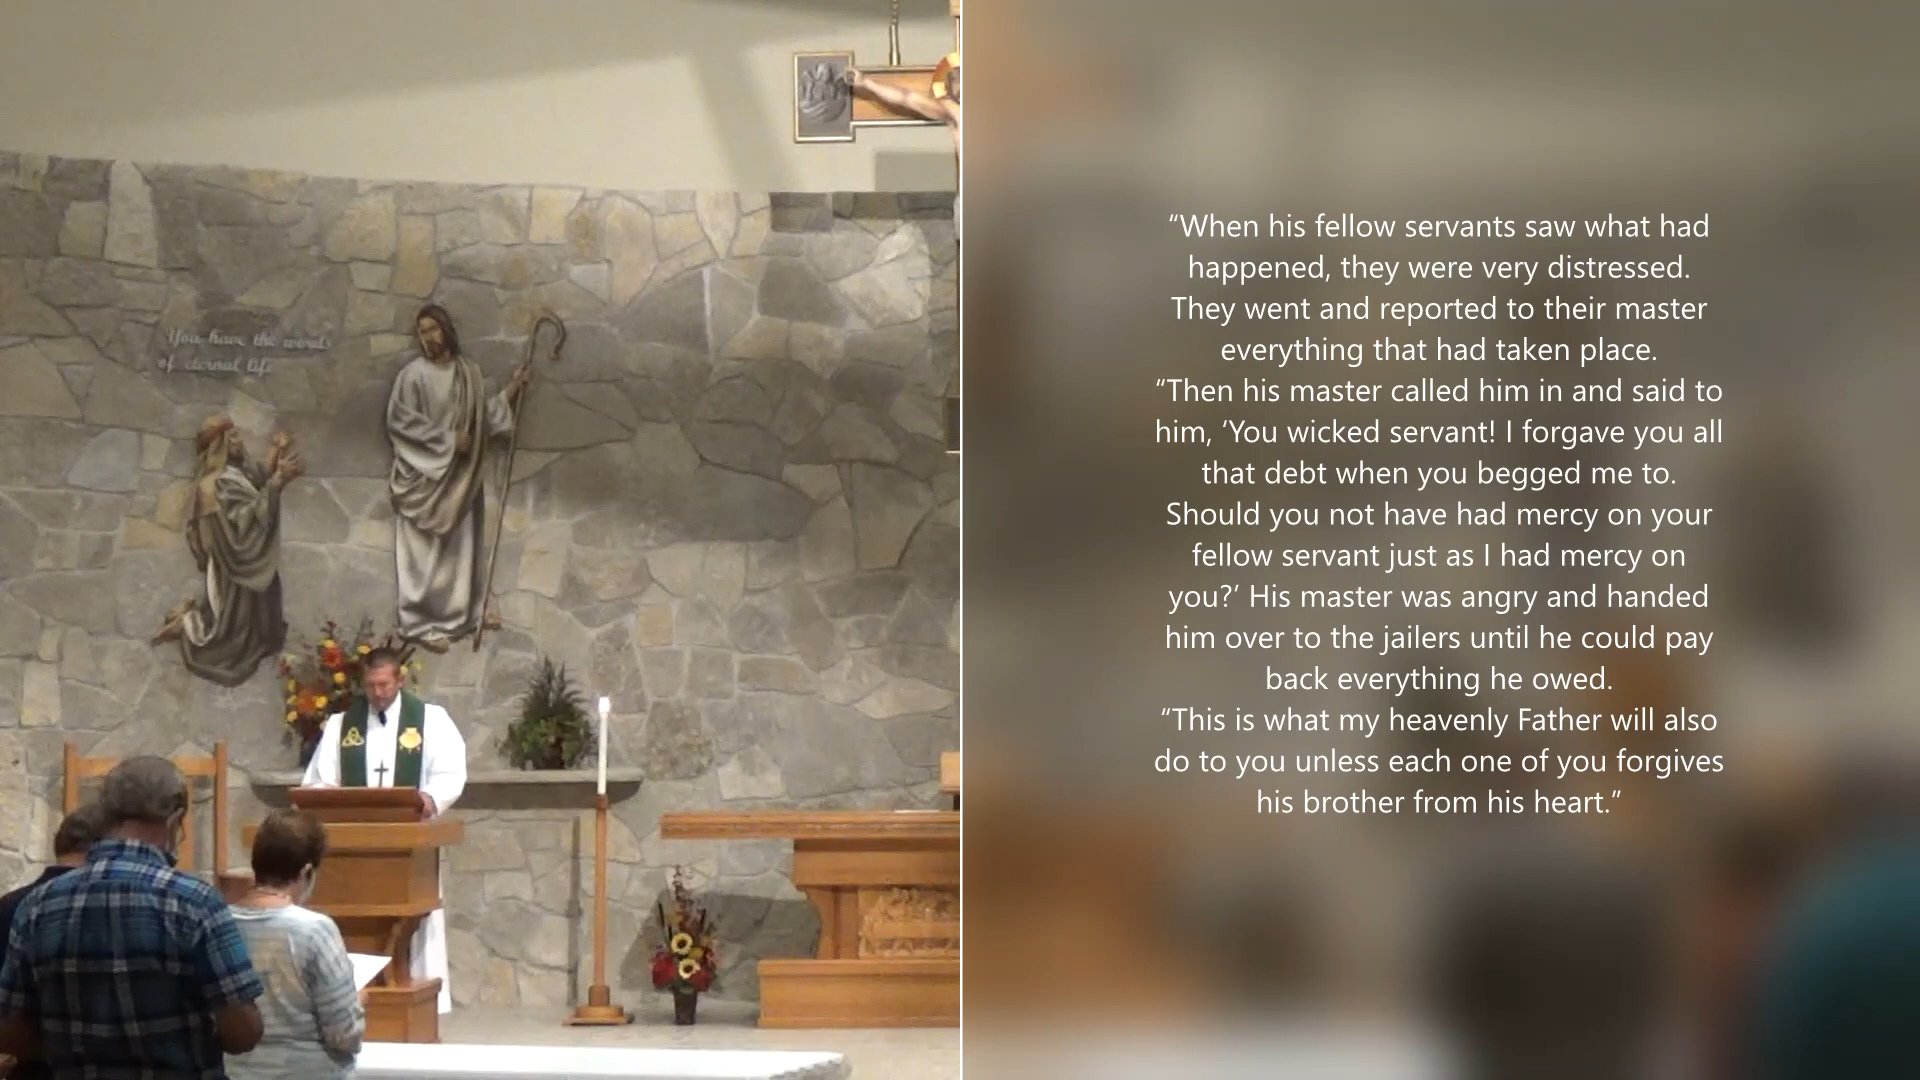 You have the words
of eternal life
“When his fellow servants saw what had
happened, they were very distressed.
They went and reported to their master
everything that had taken place.
“Then his master called him in and said to
him, ‘You wicked servant! I forgave you all
that debt when you begged me to.
Should you not have had mercy on your
fellow servant just as I had mercy on
you?’ His master was angry and handed
him over to the jailers until he could pay
back everything he owed.
“This is what my heavenly Father will also
do to you unless each one of you forgives
his brother from his heart.”